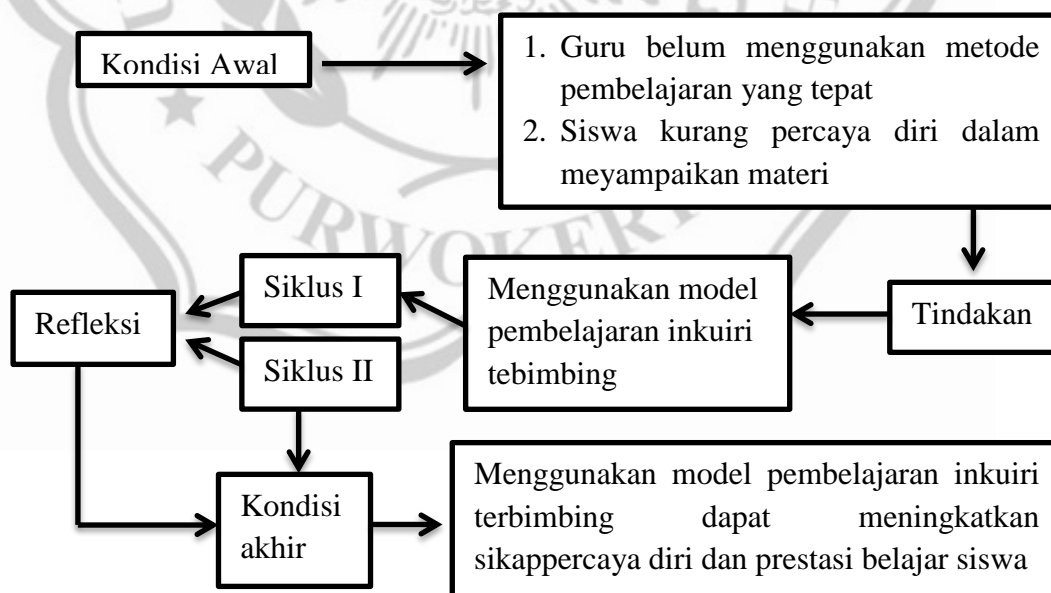 Kondisi Awal
1. Guru belum menggunakan metode
pembelajaran yang tepat
2. Siswa kurang percaya diri dalam
meyampaikan materi
Tindakan
Menggunakan model
pembelajaran inkuiri
tebimbing
Siklus I
Siklus II
Refleksi
Kondisi
akhir
Menggunakan model pembelajaran inkuiri
terbimbing dapat meningkatkan
sikappercaya diri dan prestasi belajar siswa